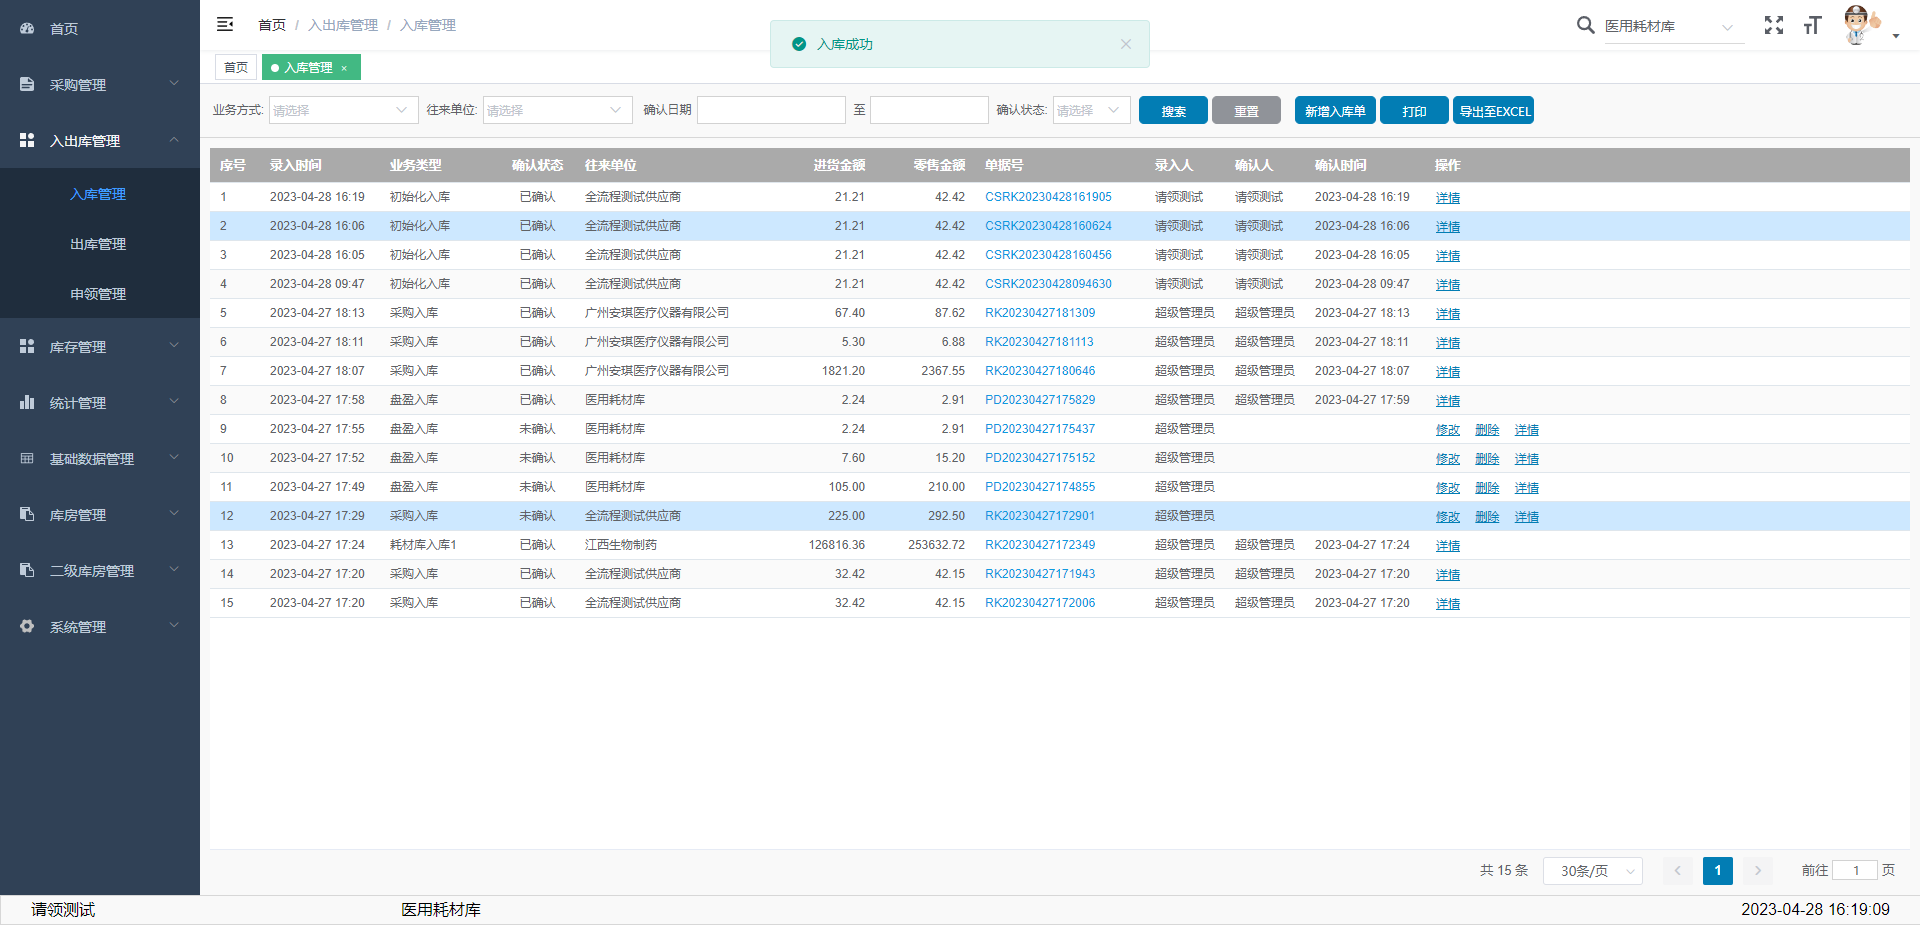 首页
采购管理
入出库管理
入库管理
出库管理
申领管理
库存管理
统计管理
基础数据管理
库房管理
二级库房管理
系统管理
首页 / 入出库管理 / 入库管理
入库成功
医用耗材库
首页 入库管理 ×
业务方式: 请选择 往来单位: 请选择 确认日期 至 确认状态: 请选择 搜索 重置 新增入库单 打印 导出至EXCEL
序号 录入时间 业务类型 确认状态 往来单位 进货金额 零售金额 单据号 录入人 确认人 确认时间 操作
1 2023-04-28 16:19 初始化入库 已确认 全流程测试供应商 21.21 42.42 CSRK20230428161905 请领测试 请领测试 2023-04-28 16:19 详情
2 2023-04-28 16:06 初始化入库 已确认 全流程测试供应商 21.21 42.42 CSRK20230428160624 请领测试 请领测试 2023-04-28 16:06 详情
3 2023-04-28 16:05 初始化入库 已确认 全流程测试供应商 21.21 42.42 CSRK20230428160456 请领测试 请领测试 2023-04-28 16:05 详情
4 2023-04-28 09:47 初始化入库 已确认 全流程测试供应商 21.21 42.42 CSRK20230428094630 请领测试 请领测试 2023-04-28 09:47 详情
5 2023-04-27 18:13 采购入库 已确认 广州安琪医疗仪器有限公司 67.40 87.62 RK20230427181309 超级管理员 超级管理员 2023-04-27 18:13 详情
6 2023-04-27 18:11 采购入库 已确认 广州安琪医疗仪器有限公司 5.30 6.88 RK20230427181113 超级管理员 超级管理员 2023-04-27 18:11 详情
7 2023-04-27 18:07 采购入库 已确认 广州安琪医疗仪器有限公司 1821.20 2367.55 RK20230427180646 超级管理员 超级管理员 2023-04-27 18:07 详情
8 2023-04-27 17:58 盘盈入库 已确认 医用耗材库 2.24 2.91 PD20230427175829 超级管理员 超级管理员 2023-04-27 17:59 详情
9 2023-04-27 17:55 盘盈入库 未确认 医用耗材库 2.24 2.91 PD20230427175437 超级管理员 修改 删除 详情
10 2023-04-27 17:52 盘盈入库 未确认 医用耗材库 7.60 15.20 PD20230427175152 超级管理员 修改 删除 详情
11 2023-04-27 17:49 盘盈入库 未确认 医用耗材库 105.00 210.00 PD20230427174855 超级管理员 修改 删除 详情
12 2023-04-27 17:29 采购入库 未确认 全流程测试供应商 225.00 292.50 RK20230427172901 超级管理员 修改 删除 详情
13 2023-04-27 17:24 耗材库入库1 已确认 江西生物制药 126816.36 253632.72 RK20230427172349 超级管理员 超级管理员 2023-04-27 17:24 详情
14 2023-04-27 17:20 采购入库 已确认 全流程测试供应商 32.42 42.15 RK20230427171943 超级管理员 超级管理员 2023-04-27 17:20 详情
15 2023-04-27 17:20 采购入库 已确认 全流程测试供应商 32.42 42.15 RK20230427172006 超级管理员 超级管理员 2023-04-27 17:20 详情
共 15 条 30条/页 1 前往 1 页
请领测试 医用耗材库 2023-04-28 16:19:09